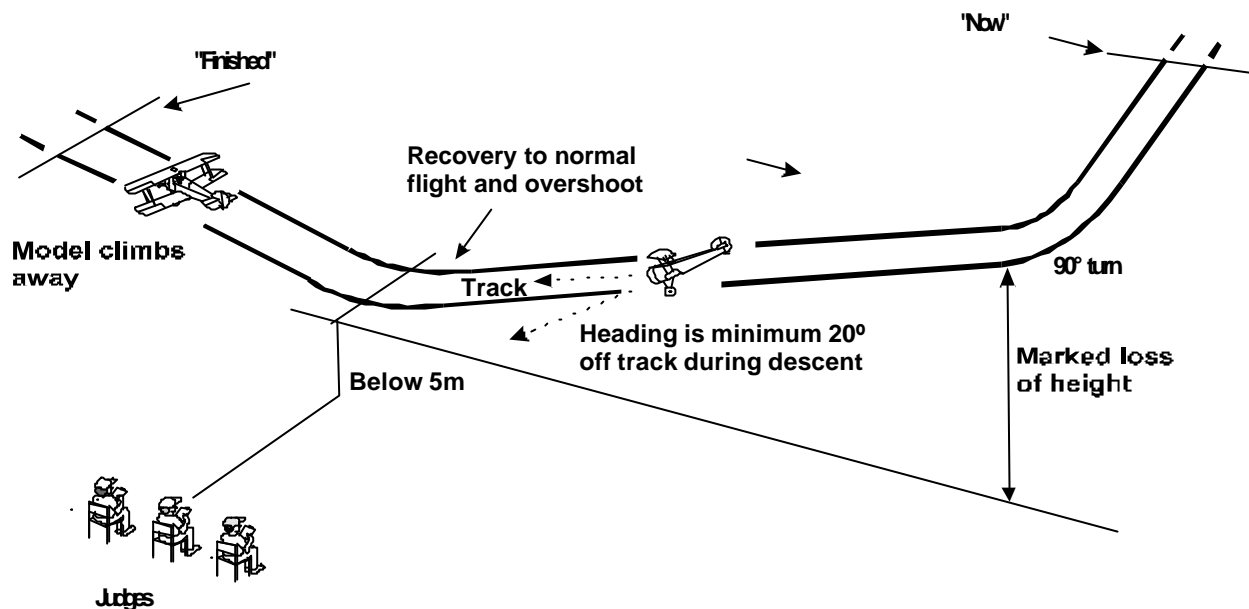 "Now"
"Finished"
Recovery to normal
flight and overshoot
Model climbs
away
Track
90° turn
Heading is minimum 20º
off track during descent
Marked loss
of height
Below 5m
Judges